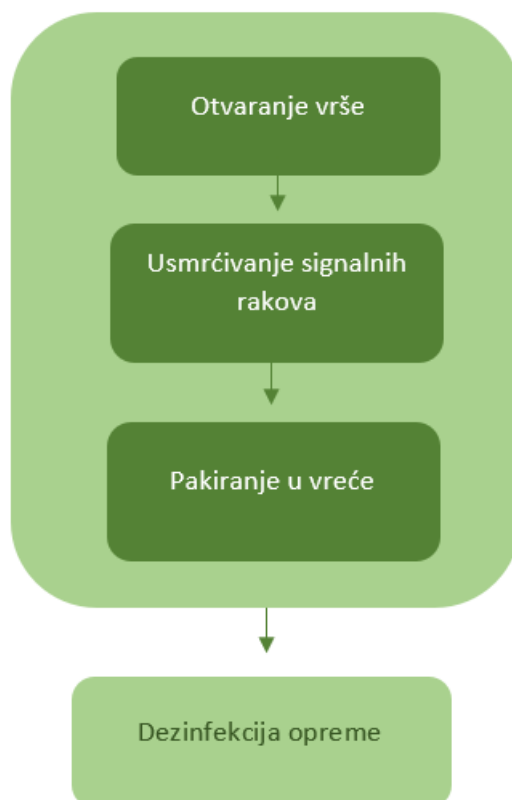 Otvaranje vrše
Usmrćivanje signalnih
rakova
Pakiranje u vreće
Dezinfekcija opreme